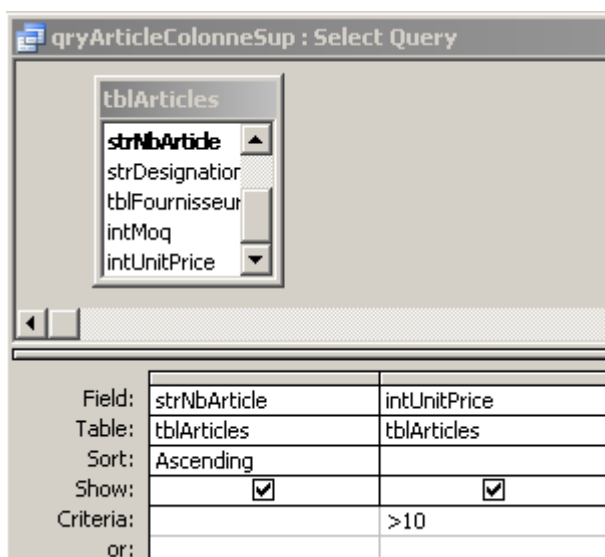 qryArticleColonneSup : Select Query
tblArticles
strNbArticle
strDesignation
tblFournisseur
intMoq
intUnitPrice
Field: strNbArticle intUnitPrice
Table: tblArticles tblArticles
Sort: Ascending
Show:
Criteria: >10
or: